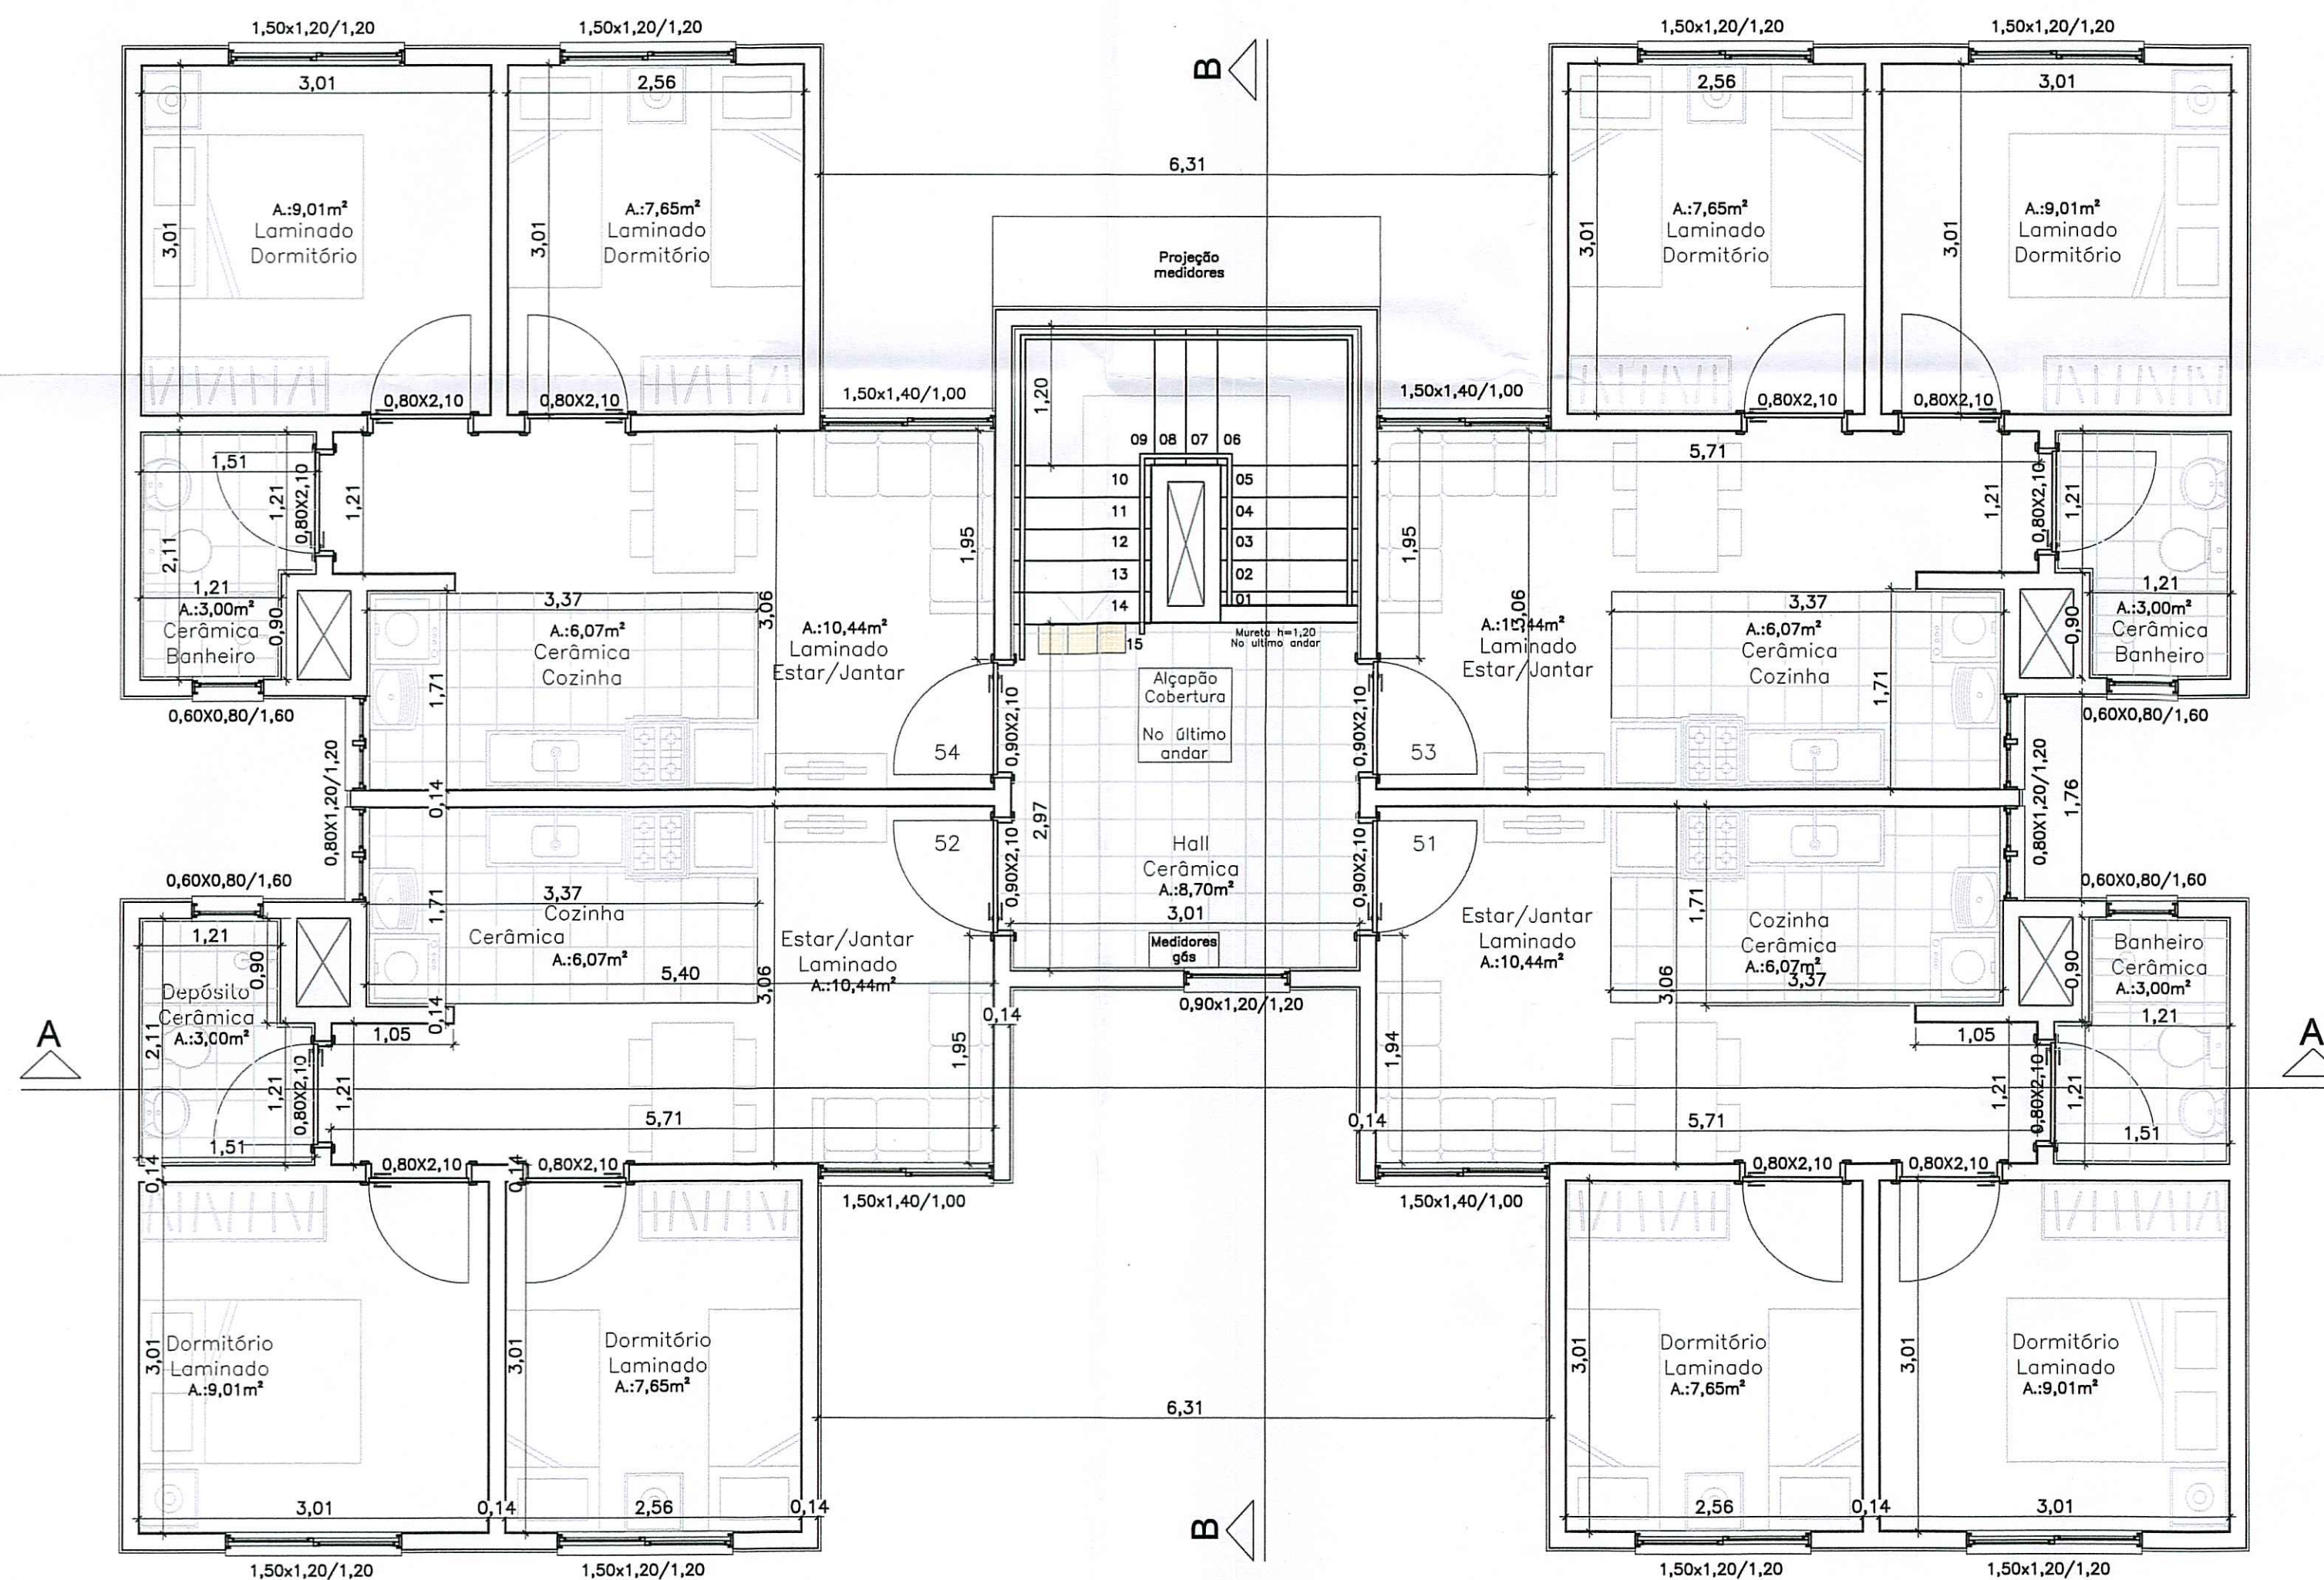 1,50x1,20/1,20
1,50x1,20/1,20
1,50x1,20/1,20
1,50x1,20/1,20
B
3,01
2,56
2,56
3,01
6,31
A.:9,01m²
Laminado
Dormitório
3,01
A.:7,65m²
Laminado
Dormitório
3,01
Projeção
medidores
A.:7,65m²
Laminado
Dormitório
3,01
A.:9,01m²
Laminado
Dormitório
3,01
0,80X2,10
0,80X2,10
1,50x1,40/1,00
1,20
1,50x1,40/1,00
0,80X2,10
0,80X2,10
09 08 07 06
10 05
11 04
12 03
13 02
14 01
15
1,51
1,21
0,80X2,10
1,21
2,11
1,21
A.:3,00m²
Cerâmica
Banheiro
0,90
0,60X0,80/1,60
3,37
A.:6,07m²
Cerâmica
Cozinha
1,71
3,06
A.:10,44m²
Laminado
Estar/Jantar
1,95
54
0,90X2,10
0,80X1,20/1,20
0,14
Mureta h=1,20
No ultimo andar
Alçapão
Cobertura
No último
andar
5,71
1,95
3,06
Laminado
Estar/Jantar
53
0,90X2,10
3,37
A.:6,07m²
Cerâmica
Cozinha
1,71
1,21
0,80X2,10
1,21
1,21
A.:3,00m²
Cerâmica
Banheiro
0,90
0,60X0,80/1,60
0,80X1,20/1,20
1,76
52
0,90X2,10
2,97
Hall
Cerâmica
A.:8,70m²
3,01
Medidores
gás
0,90x1,20/1,20
0,90X2,10
51
0,60X0,80/1,60
1,21
0,90
Depósito
Cerâmica
A.:3,00m²
2,11
1,21
0,80X2,10
1,21
1,51
0,14
1,71
3,37
Cozinha
Cerâmica
A.:6,07m²
5,40
0,14
1,05
3,06
Estar/Jantar
Laminado
A.:10,44m²
1,95
0,14
5,71
Estar/Jantar
Laminado
A.:10,44m²
3,06
1,71
Cozinha
Cerâmica
A.:6,07m²
3,37
1,94
0,14
5,71
1,05
1,21
0,80X2,10
1,21
0,60X0,80/1,60
Banheiro
Cerâmica
A.:3,00m²
0,90
1,21
1,51
A
A
0,80X2,10
0,14
0,80X2,10
1,50x1,40/1,00
1,50x1,40/1,00
0,80X2,10
0,80X2,10
3,01
Dormitório
Laminado
A.:9,01m²
3,01
Dormitório
Laminado
A.:7,65m²
3,01
Dormitório
Laminado
A.:7,65m²
3,01
Dormitório
Laminado
A.:9,01m²
6,31
3,01
0,14
2,56
0,14
B
2,56
0,14
3,01
1,50x1,20/1,20
1,50x1,20/1,20
1,50x1,20/1,20
1,50x1,20/1,20